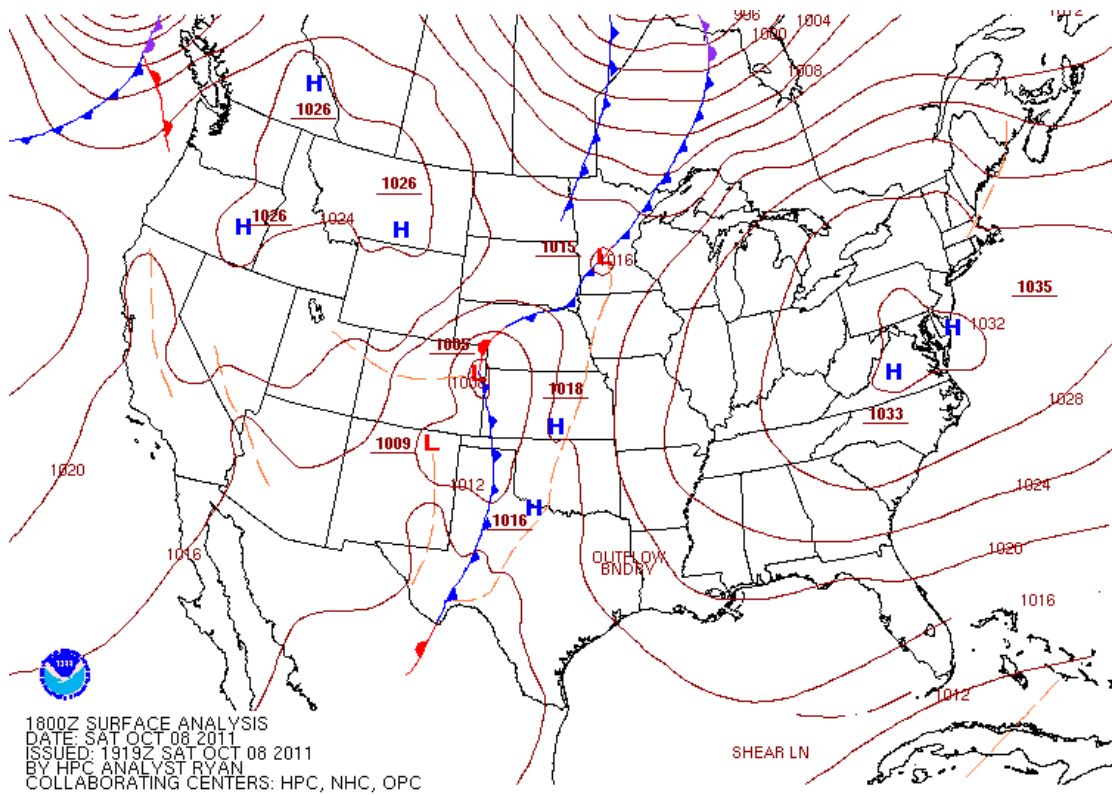 996
1004
1012
1000
1008
H
1026
1026
1024
H
1026
H
1015
L
1016
1035
H
1032
1005
L
1008
1018
H
H
1033
1028
1009
L
1020
1012
H
1016
1024
1016
OUTFLOW
BNDRY
1020
1016
1012
SHEAR LN
1800Z SURFACE ANALYSIS
DATE: SAT OCT 08 2011
ISSUED: 1919Z SAT OCT 08 2011
BY HPC ANALYST RYAN
COLLABORATING CENTERS: HPC, NHC, OPC